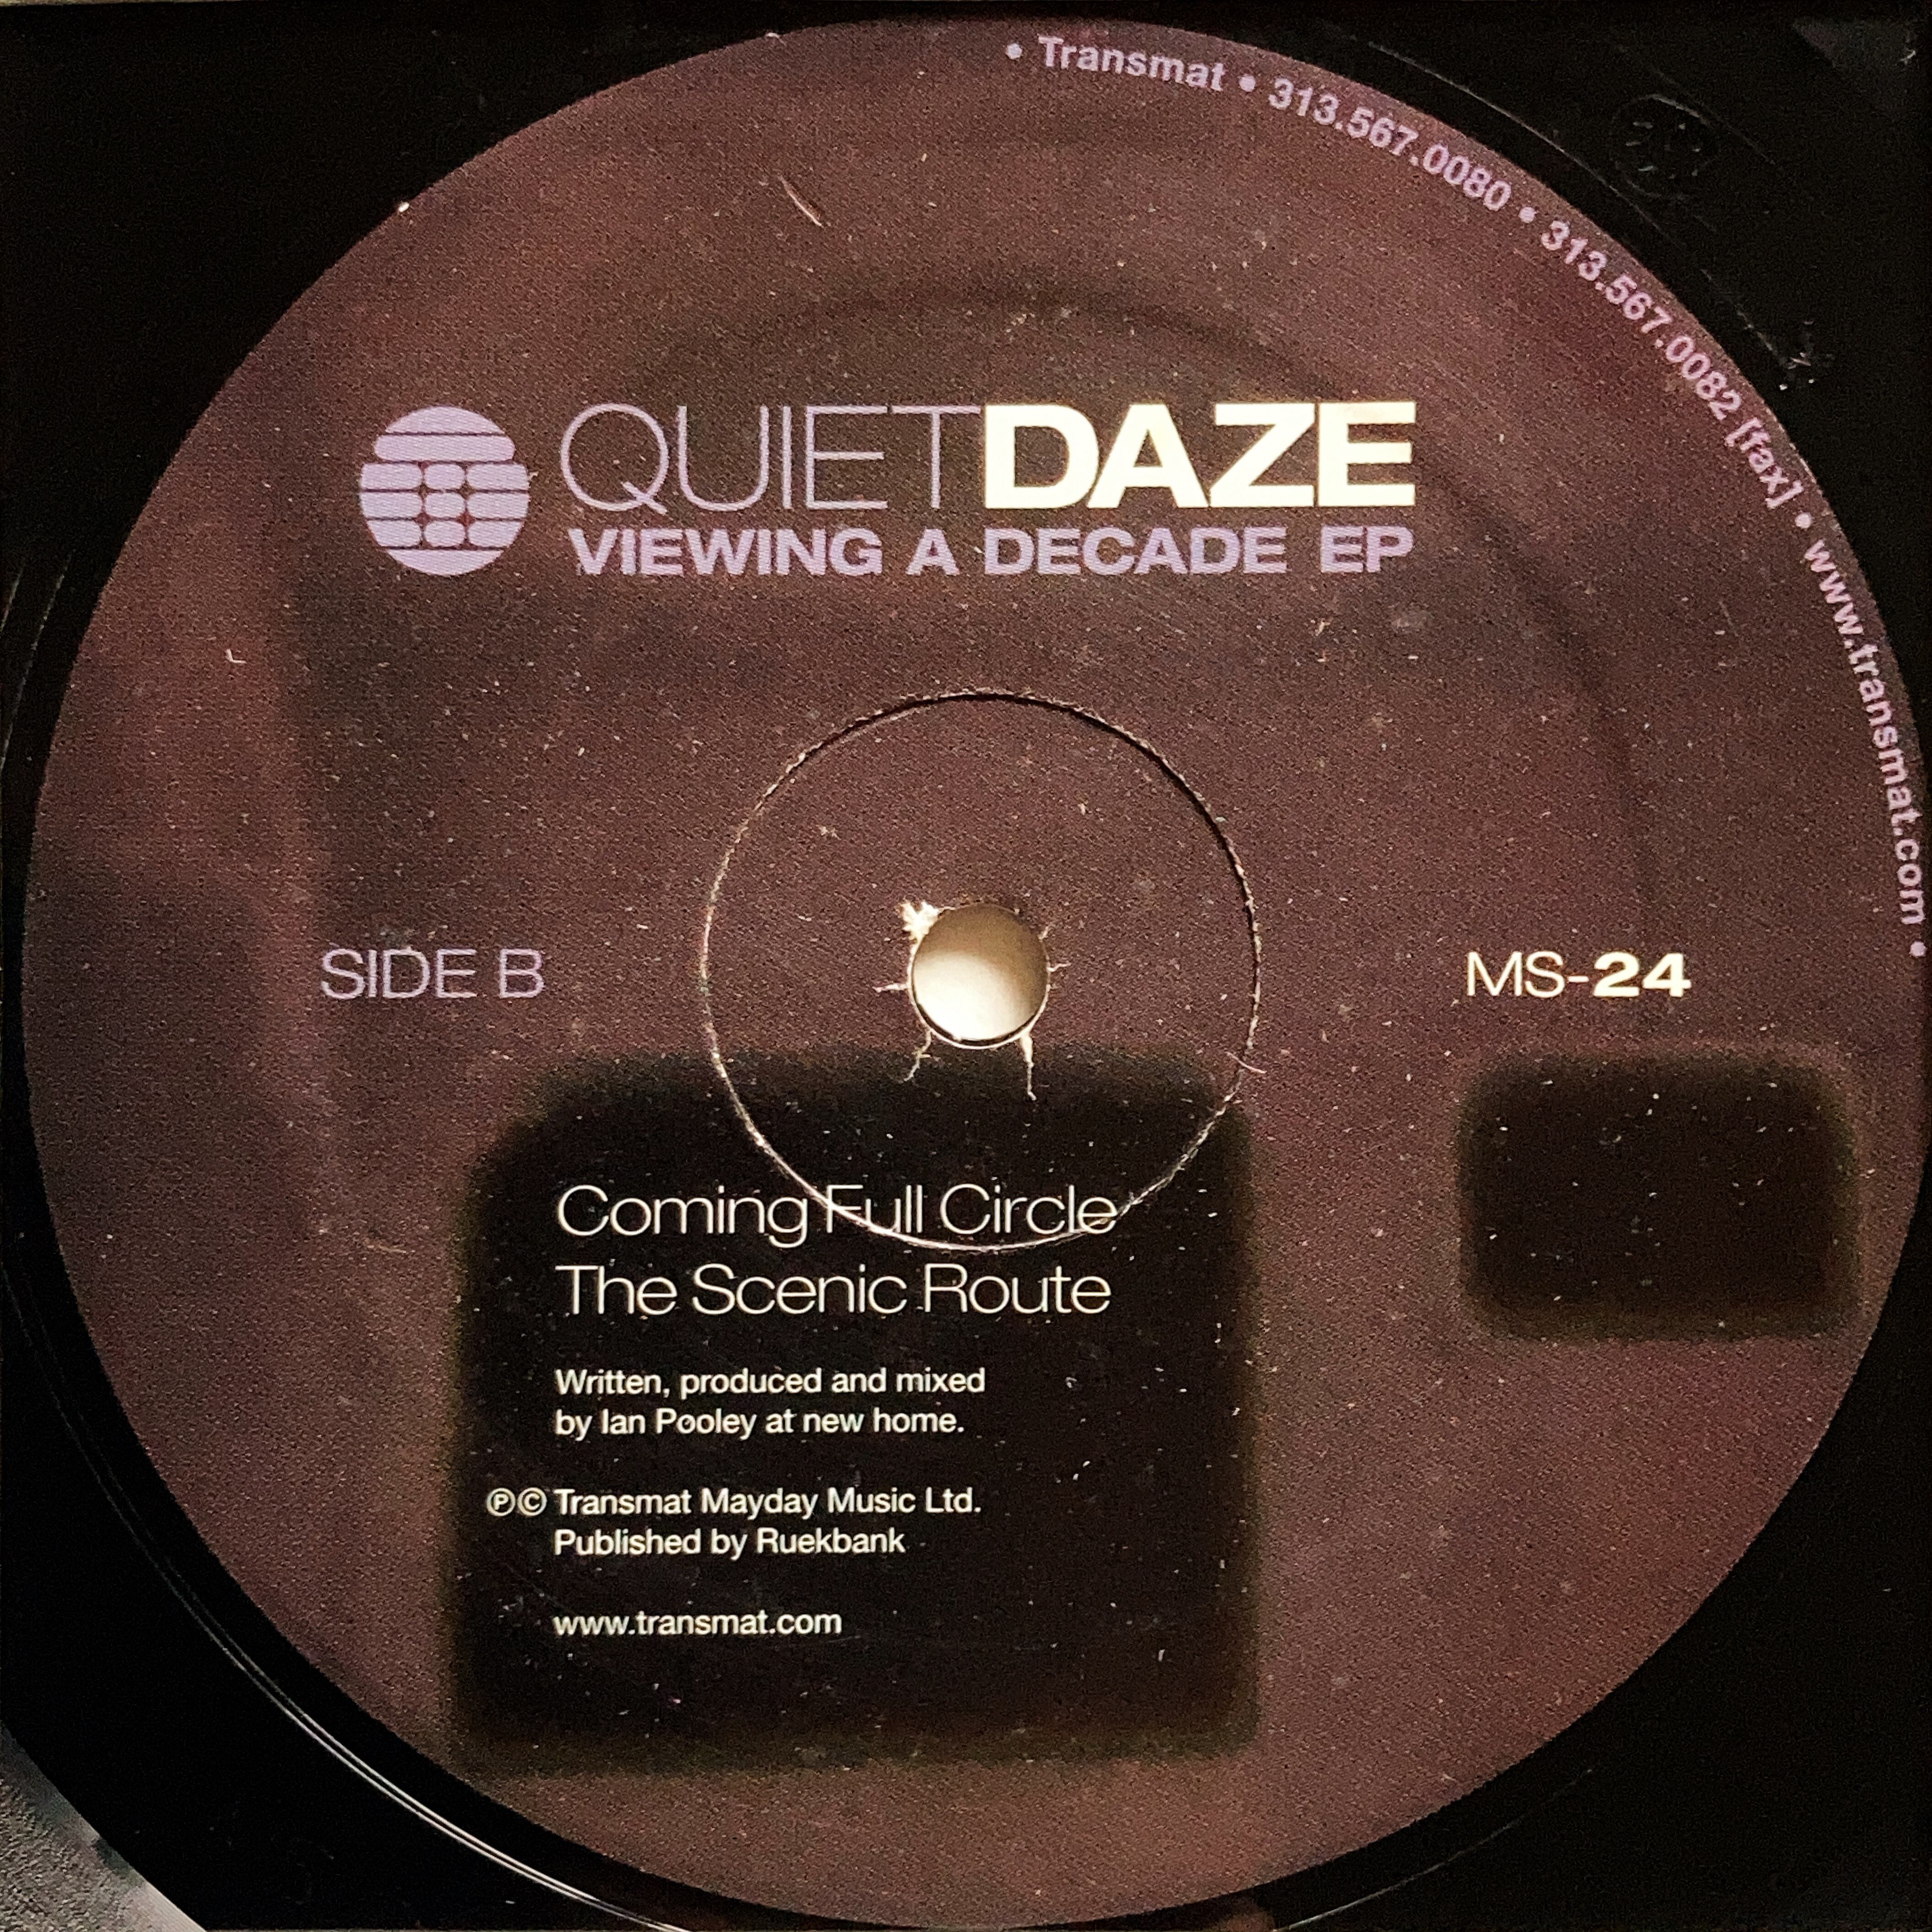 • Transmat • 313.567.0080 • 313.567.0082 [fax] • www.transmat.com •
QUIETDAZE
VIEWING A DECADE EP
SIDE B
MS-24
Coming Full Circle
The Scenic Route
Written, produced and mixed
by Ian Pooley at new home.
℗© Transmat Mayday Music Ltd.
Published by Ruekbank
www.transmat.com